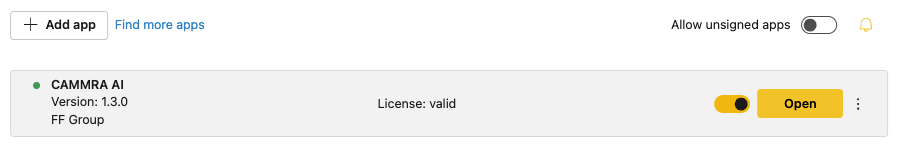 Add app
Find more apps
Allow unsigned apps
CAMMRA AI
Version: 1.3.0
FF Group
License: valid
Open